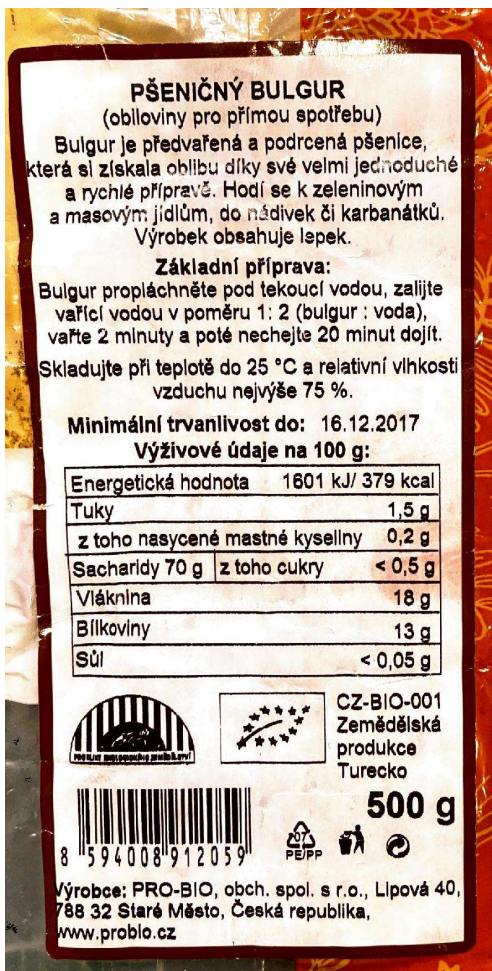 PŠENIČNÝ BULGUR
(obiloviny pro přímou spotřebu)
Bulgur je předvařená a podrcená pšenice,
která si získala oblibu díky své velmi jednoduché
a rychlé přípravě. Hodí se k zeleninovým
a masovým jídlům, do nádivek či karbanátků.
Výrobek obsahuje lepek.
Základní příprava:
Bulgur propláchněte pod tekoucí vodou, zalijte
vařící vodou v poměru 1: 2 (bulgur : voda),
vařte 2 minuty a poté nechejte 20 minut dojít.
Skladujte při teplotě do 25 °C a relativní vlhkosti
vzduchu nejvýše 75 %.
Minimální trvanlivost do: 16.12.2017
Výživové údaje na 100 g:
Energetická hodnota 1601 kJ/ 379 kcal
Tuky 1,5 g
z toho nasycené mastné kyseliny 0,2 g
Sacharidy 70 g z toho cukry < 0,5 g
Vláknina 18 g
Bílkoviny 13 g
Sůl < 0,05 g
CZ-BIO-001
Zemědělská
produkce
Turecko
PRODUKT EKOLOGICKÉHO ZEMĚDĚLSTVÍ
500 g
07
PE/PP
8 594008 912059
Výrobce: PRO-BIO, obch. spol. s r.o., Lipová 40,
788 32 Staré Město, Česká republika,
www.probio.cz